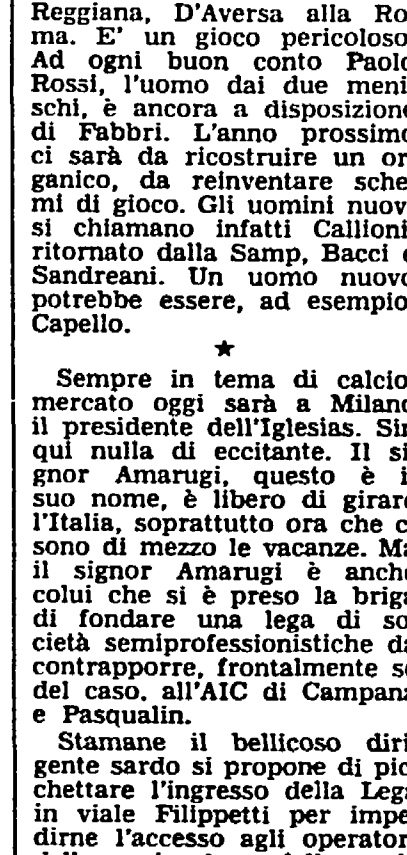 Reggiana, D'Aversa alla Ro
ma. E' un gioco pericoloso
Ad ogni buon conto Paolo
Rossi, l'uomo dai due meni
schi, è ancora a disposizione
di Fabbri. L'anno prossimo
ci sarà da ricostruire un or
ganico, da reinventare sche
mi di gioco. Gli uomini nuov
si chiamano infatti Callioni
ritornato dalla Samp, Bacci e
Sandreani. Un uomo nuovo
potrebbe essere, ad esempio
Capello.
★
Sempre in tema di calcio
mercato oggi sarà a Milano
il presidente dell'Iglesias. Sin
qui nulla di eccitante. Il si
gnor Amarugi, questo è i
suo nome, è libero di girare
l'Italia, soprattutto ora che c
sono di mezzo le vacanze. Ma
il signor Amarugi è anche
colui che si è preso la briga
di fondare una lega di so
cietà semiprofessionistiche da
contrapporre, frontalmente se
del caso, all'AIC di Campana
e Pasqualin.
Stamane il bellicoso diri
gente sardo si propone di pic
chettare l'ingresso della Lega
in viale Filippetti per impe
dirne l'accesso agli operator